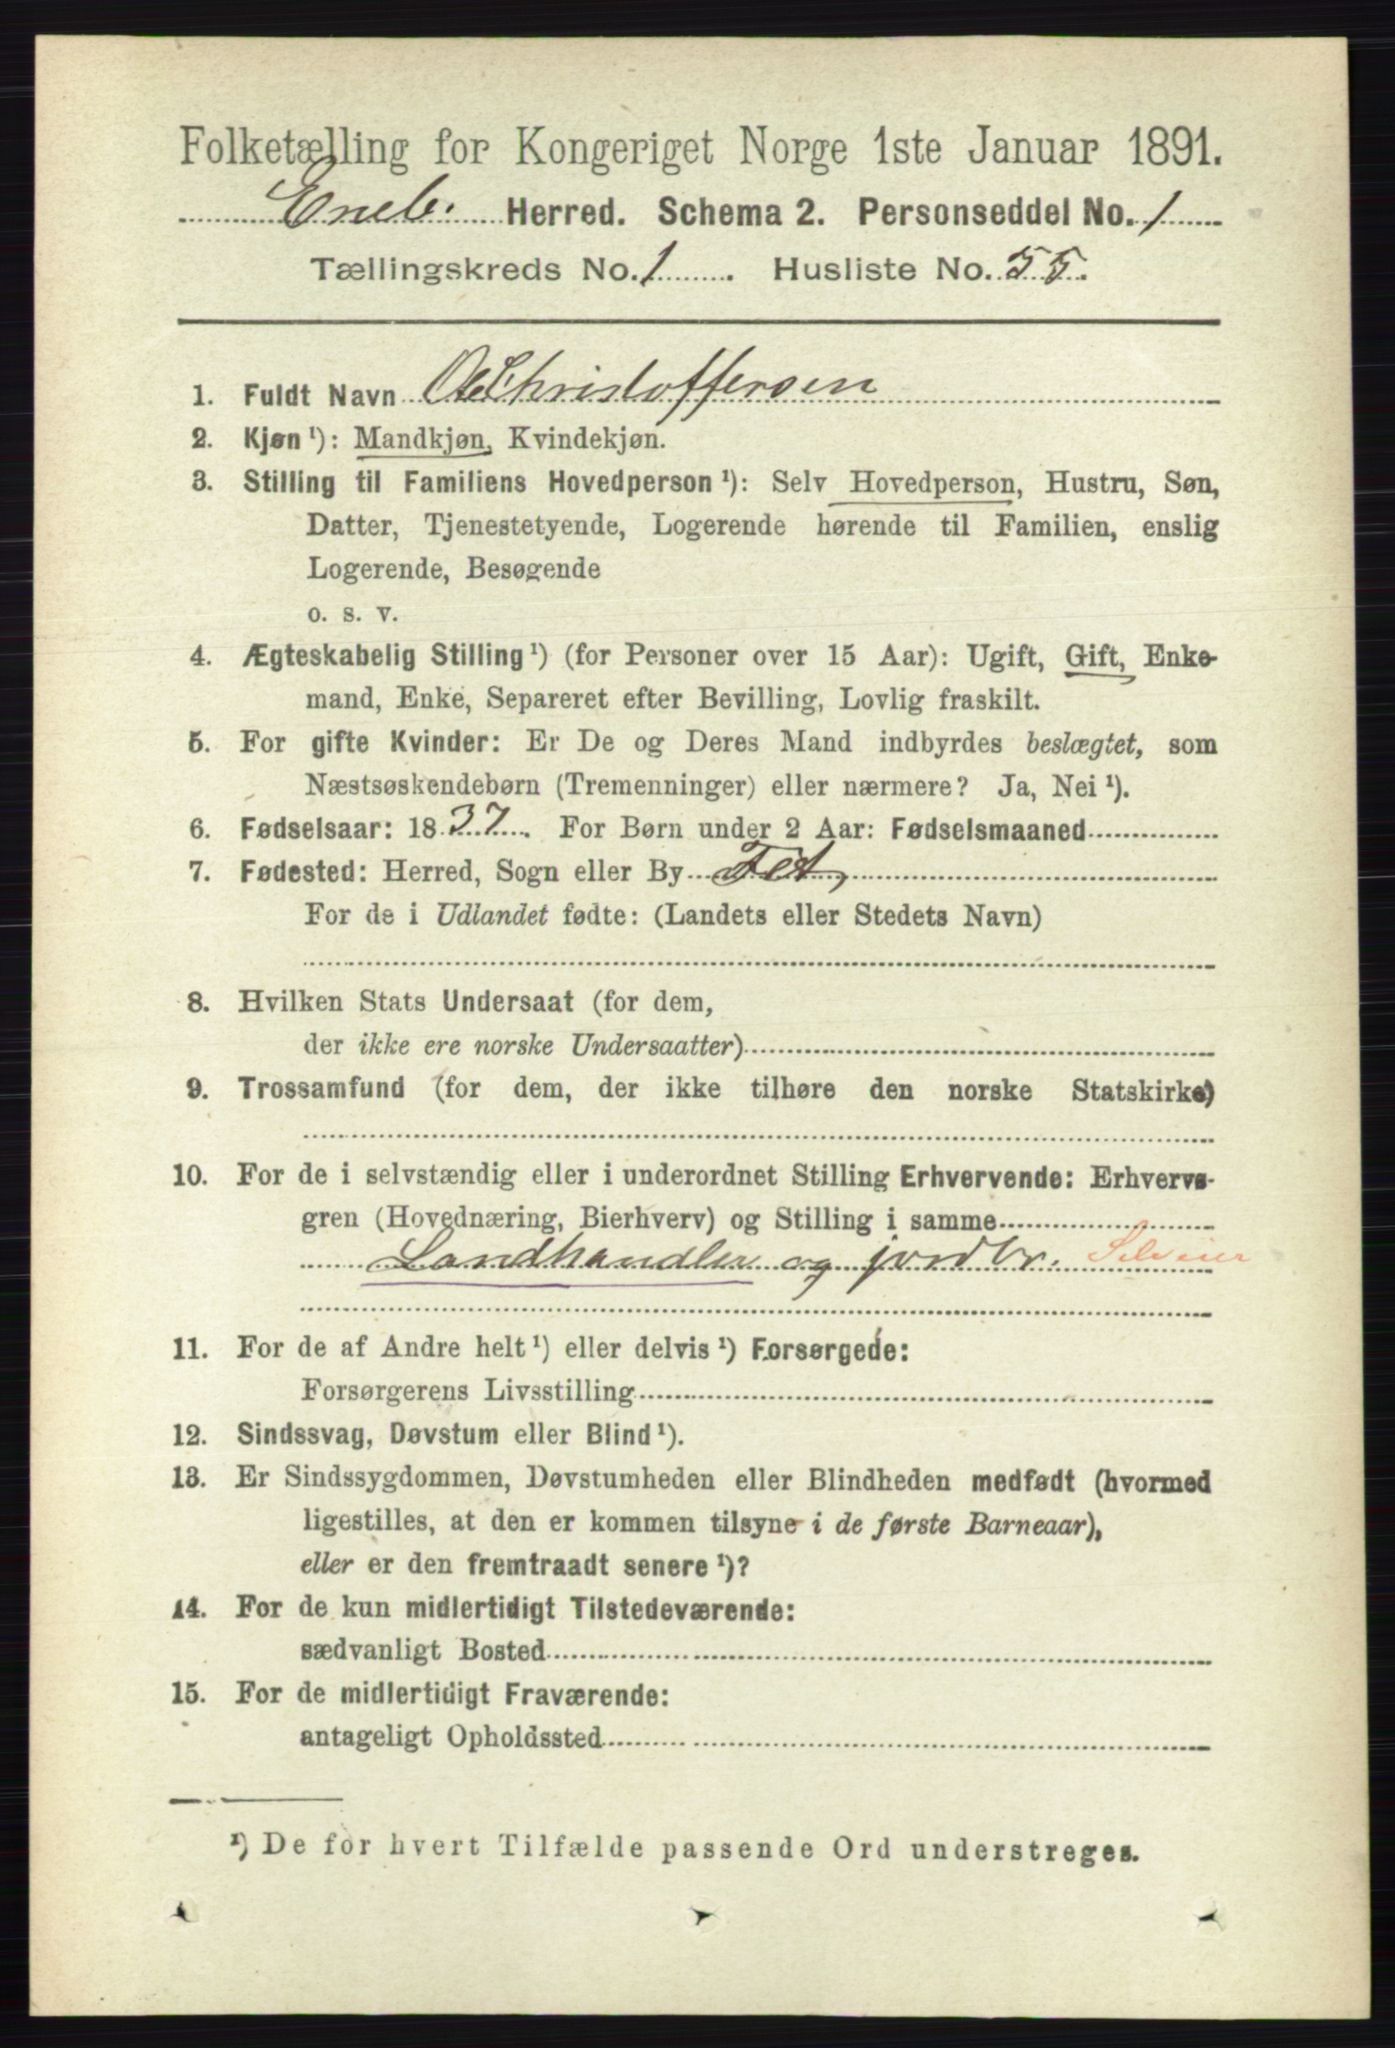 Folketælling for Kongeriget Norge 1ste Januar 1891.
Eneb. Herred. Schema 2. Personseddel No. 1
Tællingskreds No. 1. Husliste No. 55.
1. Fuldt Navn Christoffersen
2. Kjøn ¹): Mandkjøn, Kvindekjøn.
3. Stilling til Familiens Hovedperson ¹): Selv Hovedperson, Hustru, Søn,
Datter, Tjenestetyende, Logerende hørende til Familien, enslig
Logerende, Besøgende
o. s. v.
4. Ægteskabelig Stilling ¹) (for Personer over 15 Aar): Ugift, Gift, Enke-
mand, Enke, Separeret efter Bevilling, Lovlig fraskilt.
5. For gifte Kvinder: Er De og Deres Mand indbyrdes beslægtet, som
Næstsøskendebørn (Tremenninger) eller nærmere? Ja, Nei ¹).
6. Fødselsaar: 1837. For Børn under 2 Aar: Fødselsmaaned
7. Fødested: Herred, Sogn eller By Fet,
For de i Udlandet fødte: (Landets eller Stedets Navn)
8. Hvilken Stats Undersaat (for dem,
der ikke ere norske Undersaatter)
9. Trossamfund (for dem, der ikke tilhøre den norske Statskirke)
10. For de i selvstændig eller i underordnet Stilling Erhvervende: Erhvervs-
gren (Hovednæring, Bierhverv) og Stilling i samme
Landhandler og jordbr. Selveier
11. For de af Andre helt ¹) eller delvis ¹) Forsørgede:
Forsørgerens Livsstilling
12. Sindssvag, Døvstum eller Blind ¹).
13. Er Sindssygdommen, Døvstumheden eller Blindheden medfødt (hvormed
ligestilles, at den er kommen tilsyne i de første Barneaar),
eller er den fremtraadt senere ¹)?
14. For de kun midlertidigt Tilstedeværende:
sædvanligt Bosted
15. For de midlertidigt Fraværende:
antageligt Opholdssted
¹) De for hvert Tilfælde passende Ord understreges.